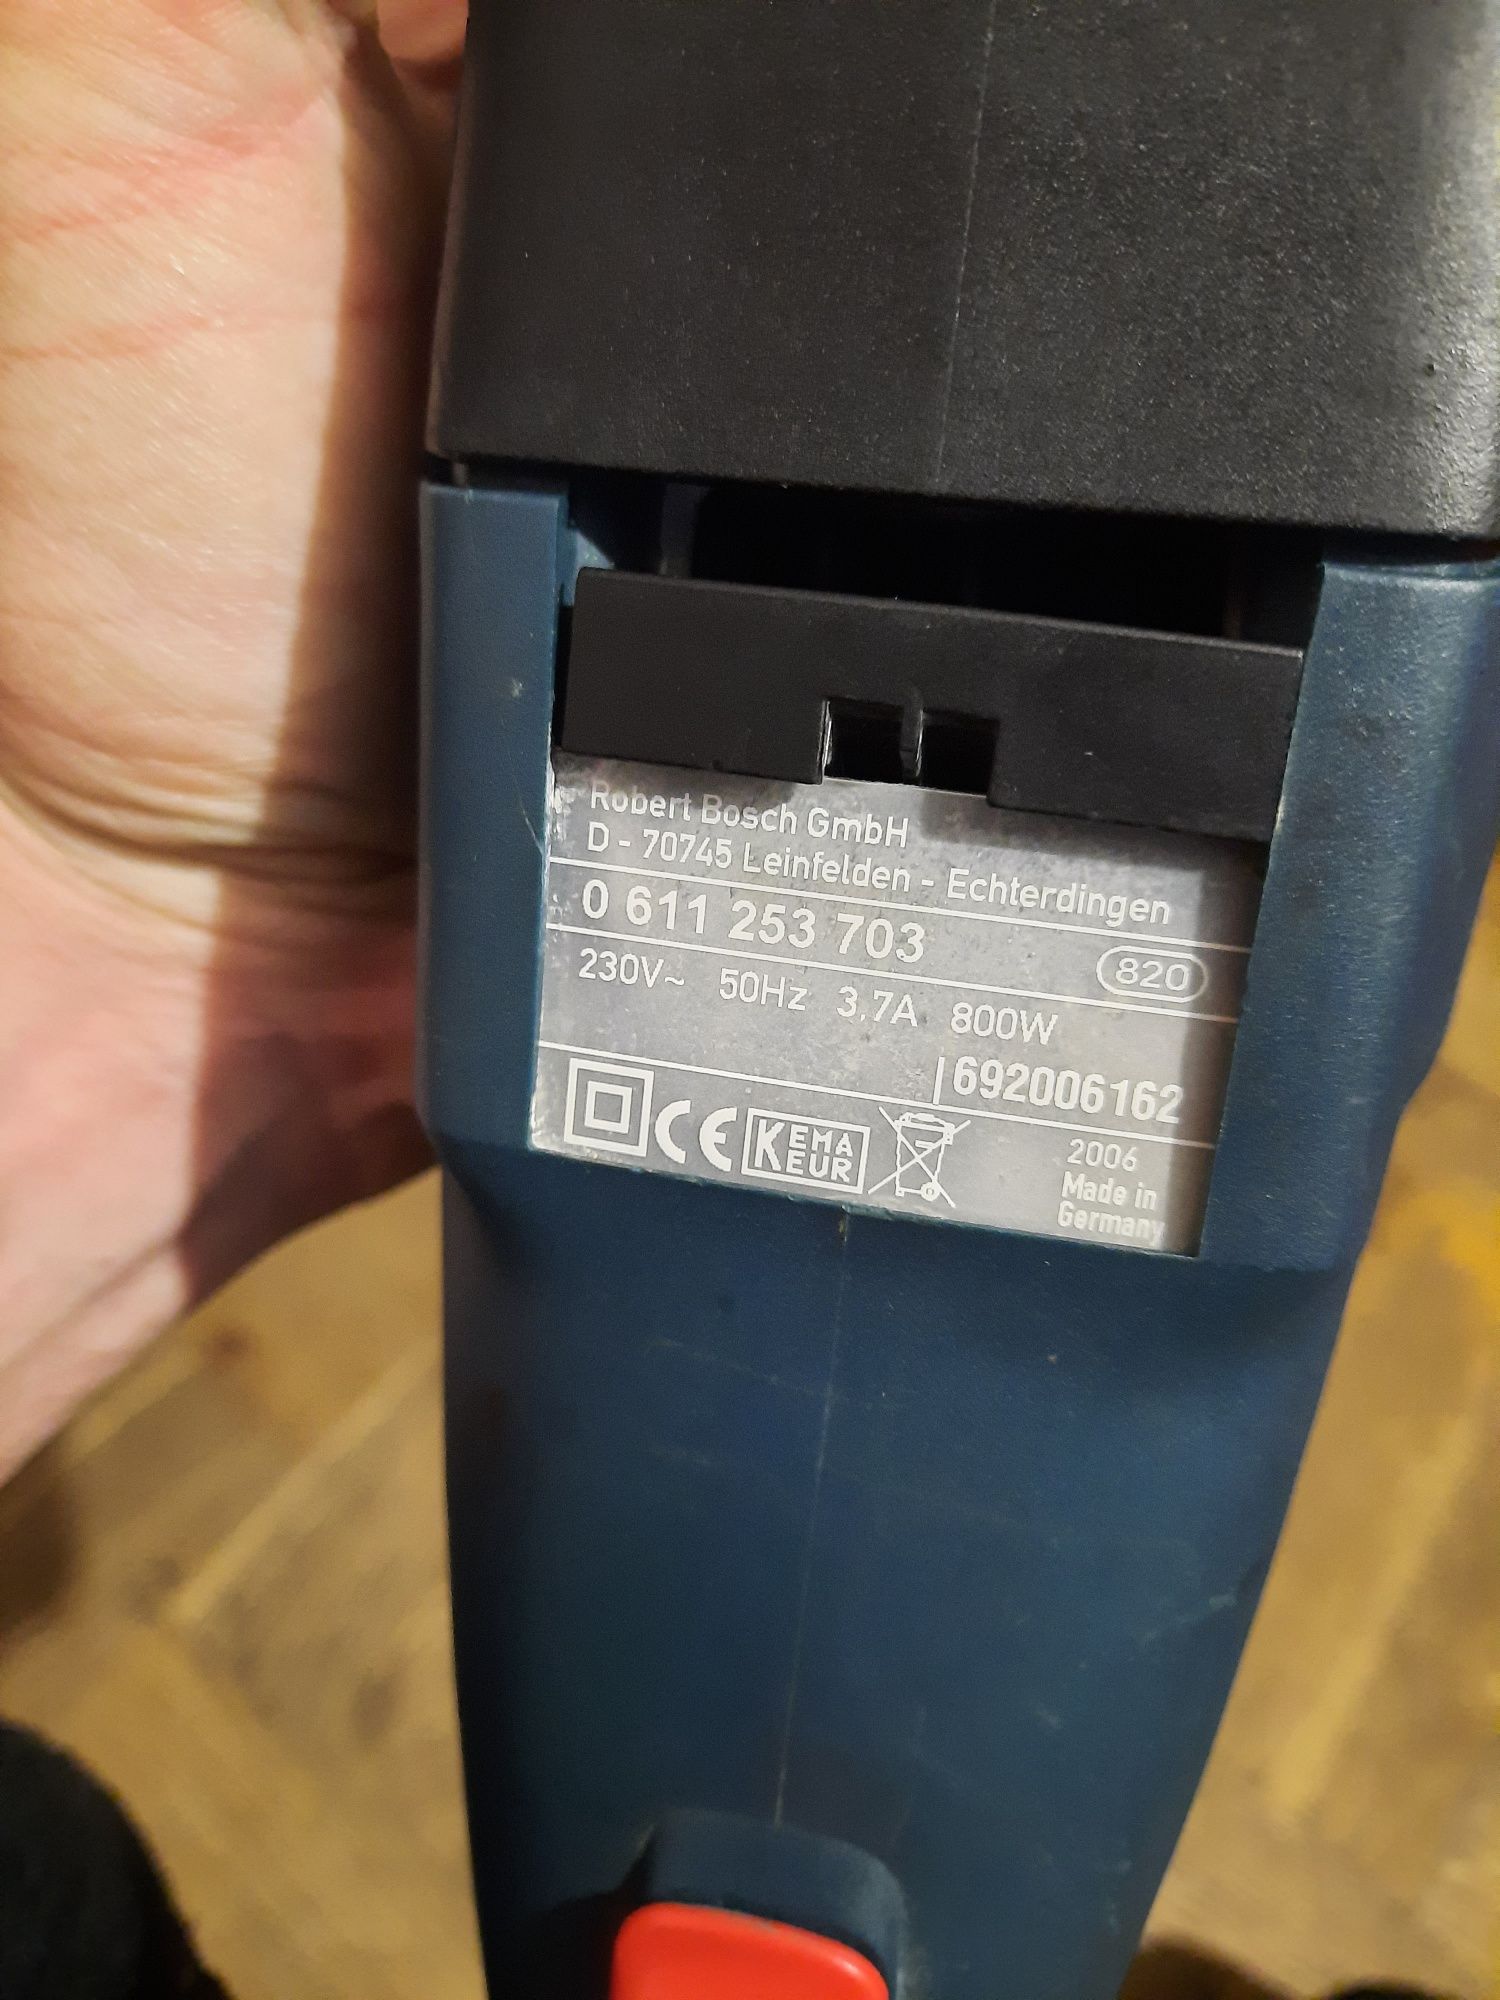 Robert Bosch GmbH
D - 70745 Leinfelden - Echterdingen
0 611 253 703 820
230V~ 50Hz 3,7A 800W
692006162
CE KEMA EUR
2006
Made in
Germany